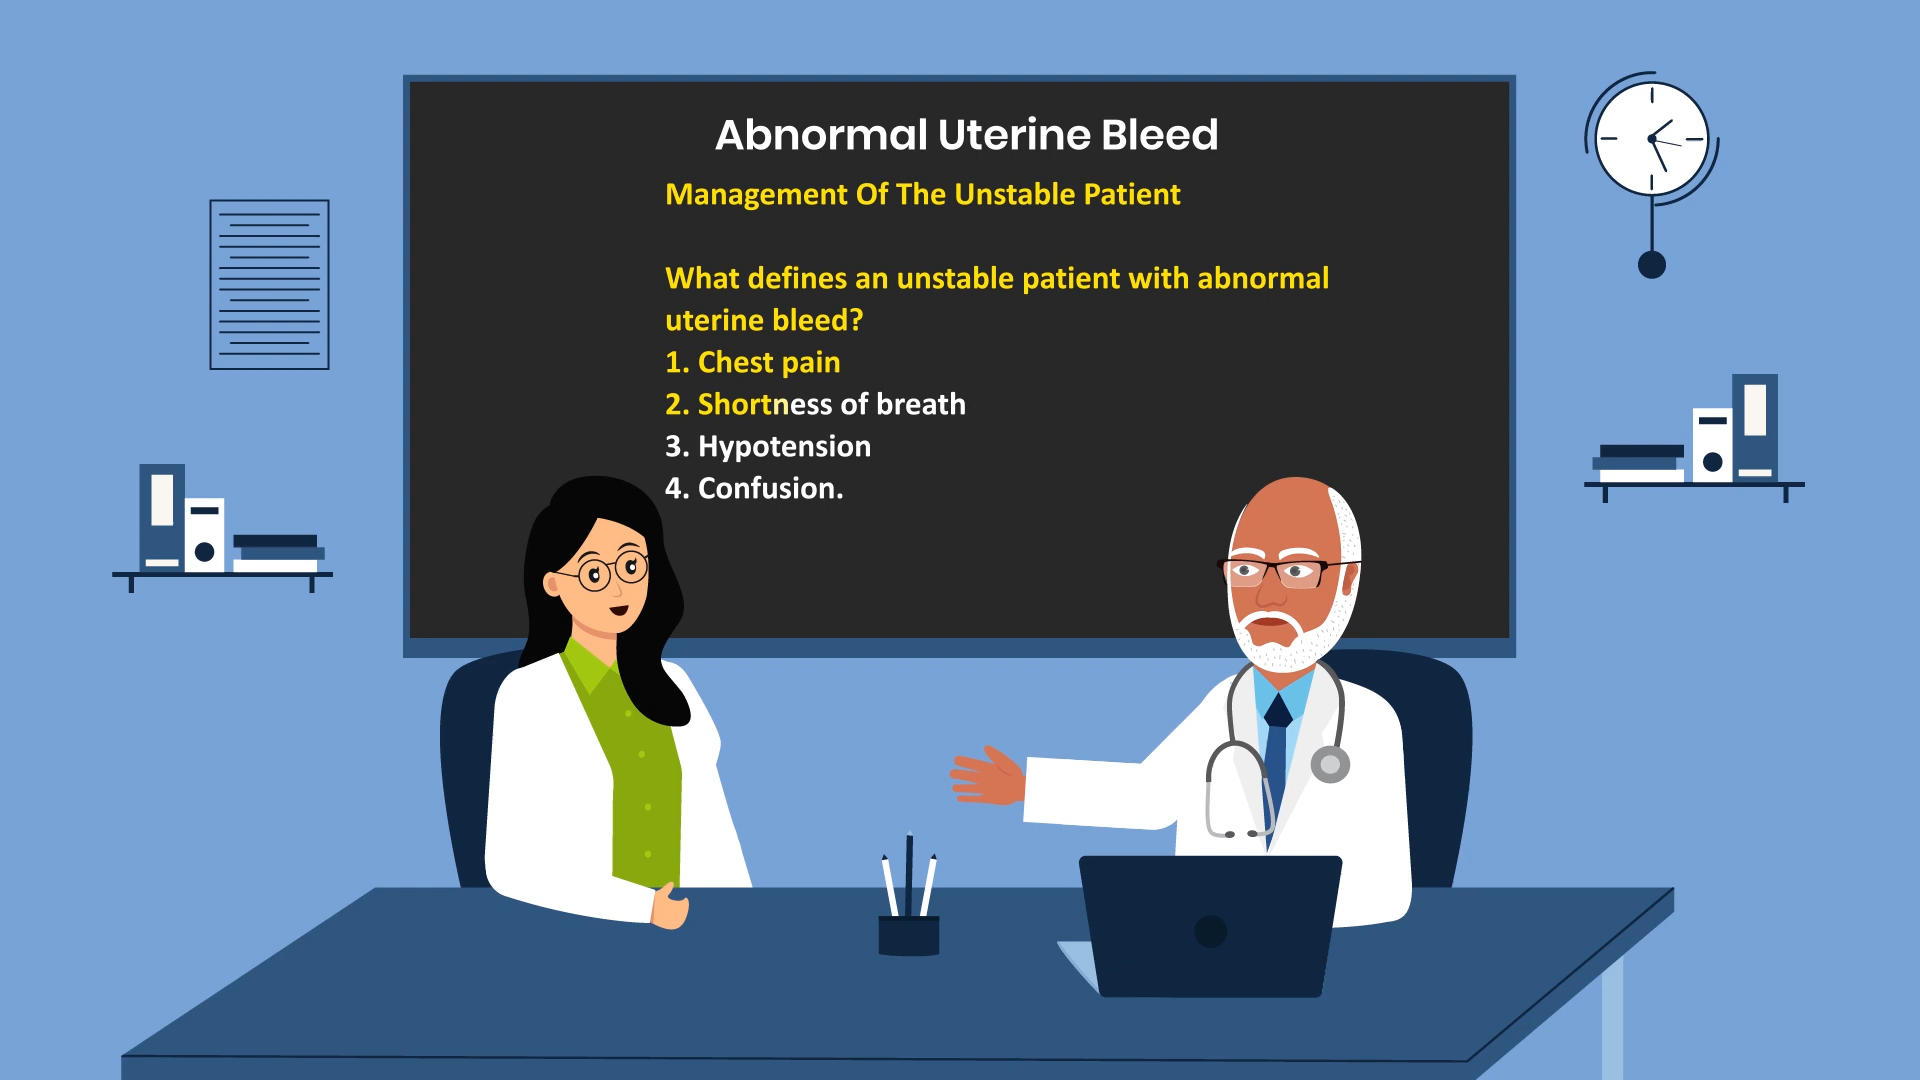 Abnormal Uterine Bleed
Management Of The Unstable Patient
What defines an unstable patient with abnormal
uterine bleed?
1. Chest pain
2. Shortness of breath
3. Hypotension
4. Confusion.